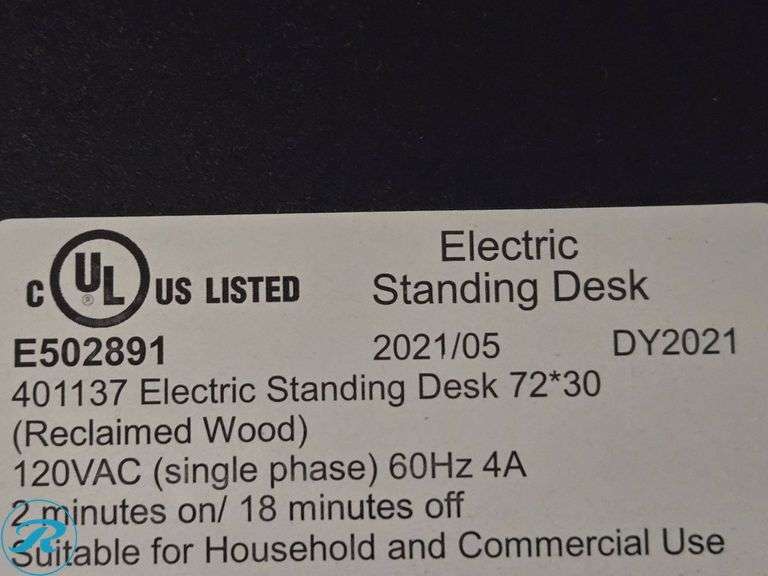 C UL ® US LISTED
Electric
Standing Desk
E502891 2021/05 DY2021
401137 Electric Standing Desk 72*30
(Reclaimed Wood)
120VAC (single phase) 60Hz 4A
2 minutes on/ 18 minutes off
Suitable for Household and Commercial Use
R